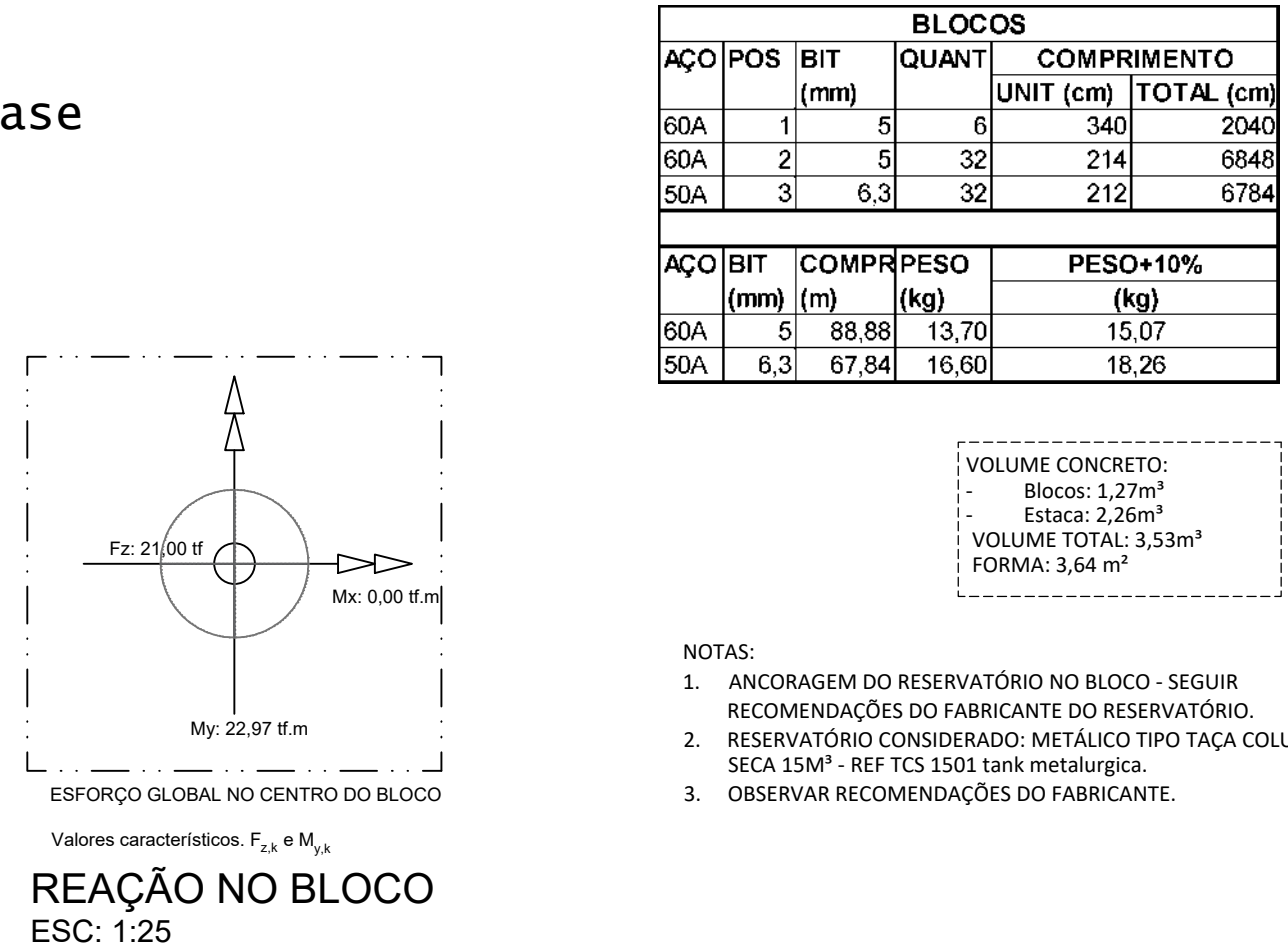 ase
BLOCOS
AÇO POS BIT QUANT COMPRIMENTO
(mm) UNIT (cm) TOTAL (cm)
60A 1 5 6 340 2040
60A 2 5 32 214 6848
50A 3 6,3 32 212 6784
AÇO BIT COMPR PESO PESO+10%
(mm) (m) (kg) (kg)
60A 5 88,88 13,70 15,07
50A 6,3 67,84 16,60 18,26
Fz: 21,00 tf
Mx: 0,00 tf.m
My: 22,97 tf.m
ESFORÇO GLOBAL NO CENTRO DO BLOCO
Valores característicos. Fz,k e My,k
REAÇÃO NO BLOCO
ESC: 1:25
VOLUME CONCRETO:
- Blocos: 1,27m³
- Estaca: 2,26m³
VOLUME TOTAL: 3,53m³
FORMA: 3,64 m²
NOTAS:
1. ANCORAGEM DO RESERVATÓRIO NO BLOCO - SEGUIR
RECOMENDAÇÕES DO FABRICANTE DO RESERVATÓRIO.
2. RESERVATÓRIO CONSIDERADO: METÁLICO TIPO TAÇA COLU
SECA 15M³ - REF TCS 1501 tank metalurgica.
3. OBSERVAR RECOMENDAÇÕES DO FABRICANTE.